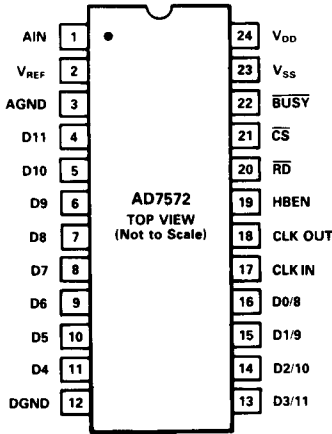 AIN 1 24 VDD
VREF 2 23 VSS
AGND 3 22 BUSY
D11 4 21 CS
D10 5 20 RD
D9 6 19 HBEN
D8 7 18 CLK OUT
D7 8 17 CLK IN
D6 9 16 D0/8
D5 10 15 D1/9
D4 11 14 D2/10
DGND 12 13 D3/11
AD7572
TOP VIEW
(Not to Scale)